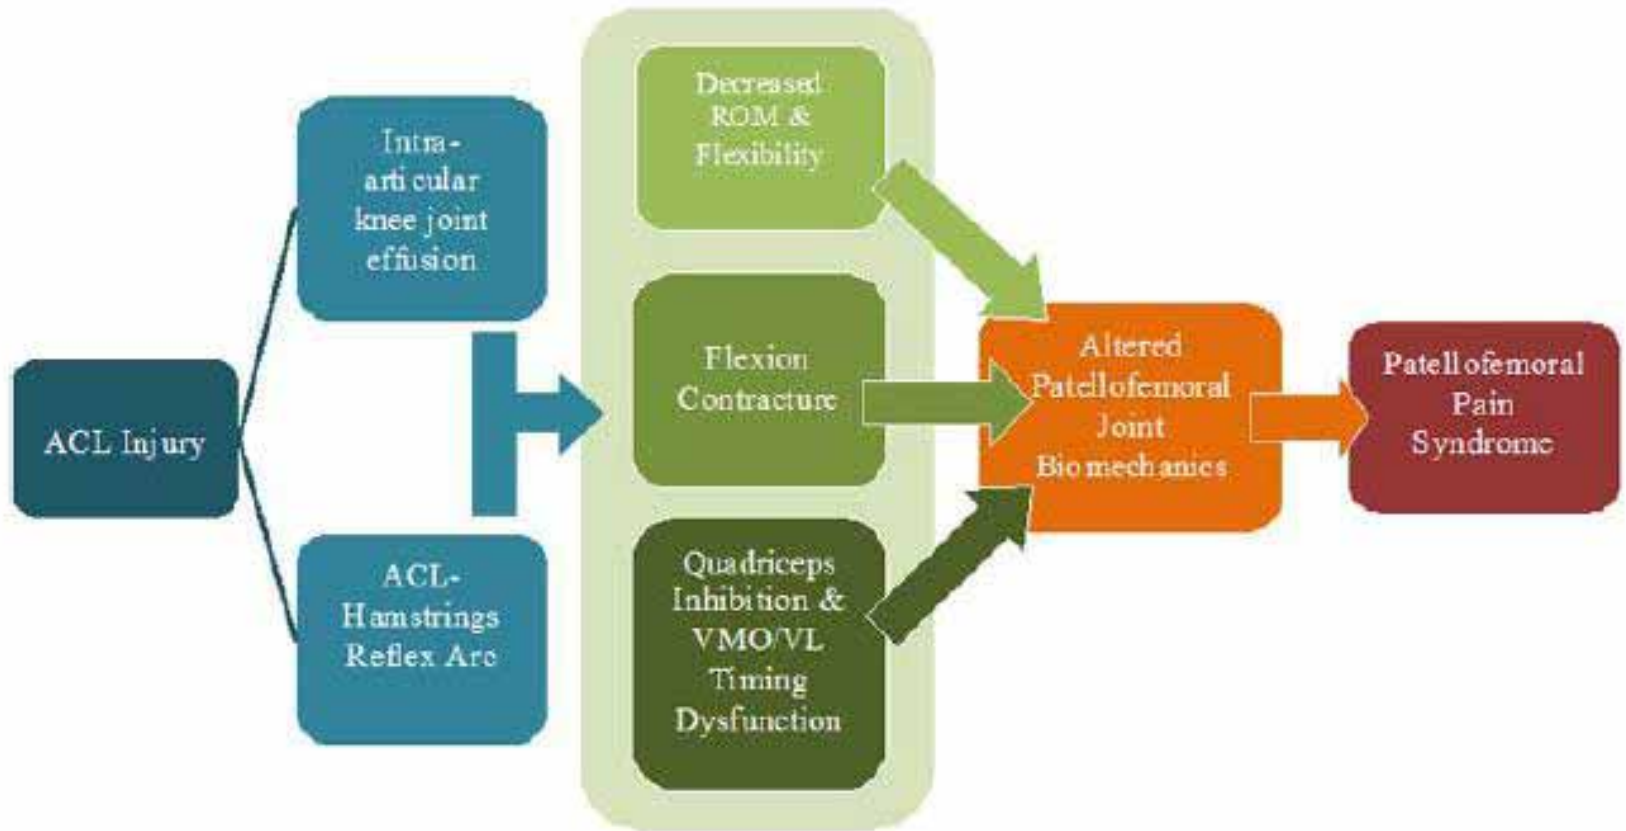 ACL Injury
Intra-
articular
knee joint
effusion
ACL-
Hamstrings
Reflex Arc
Decreased
ROM &
Flexibility
Flexion
Contracture
Quadriceps
Inhibition &
VMO/VL
Timing
Dysfunction
Altered
Patellofemoral
Joint
Biomechanics
Patellofemoral
Pain
Syndrome